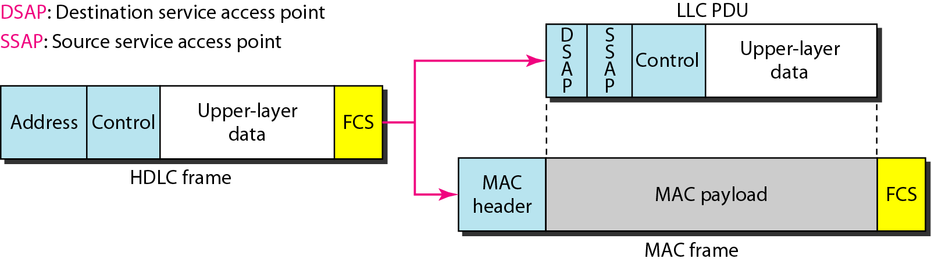 DSAP: Destination service access point
SSAP: Source service access point
LLC PDU
DSAP
SSAP
Control
Upper-layer
data
Address
Control
Upper-layer
data
FCS
HDLC frame
MAC
header
MAC payload
FCS
MAC frame